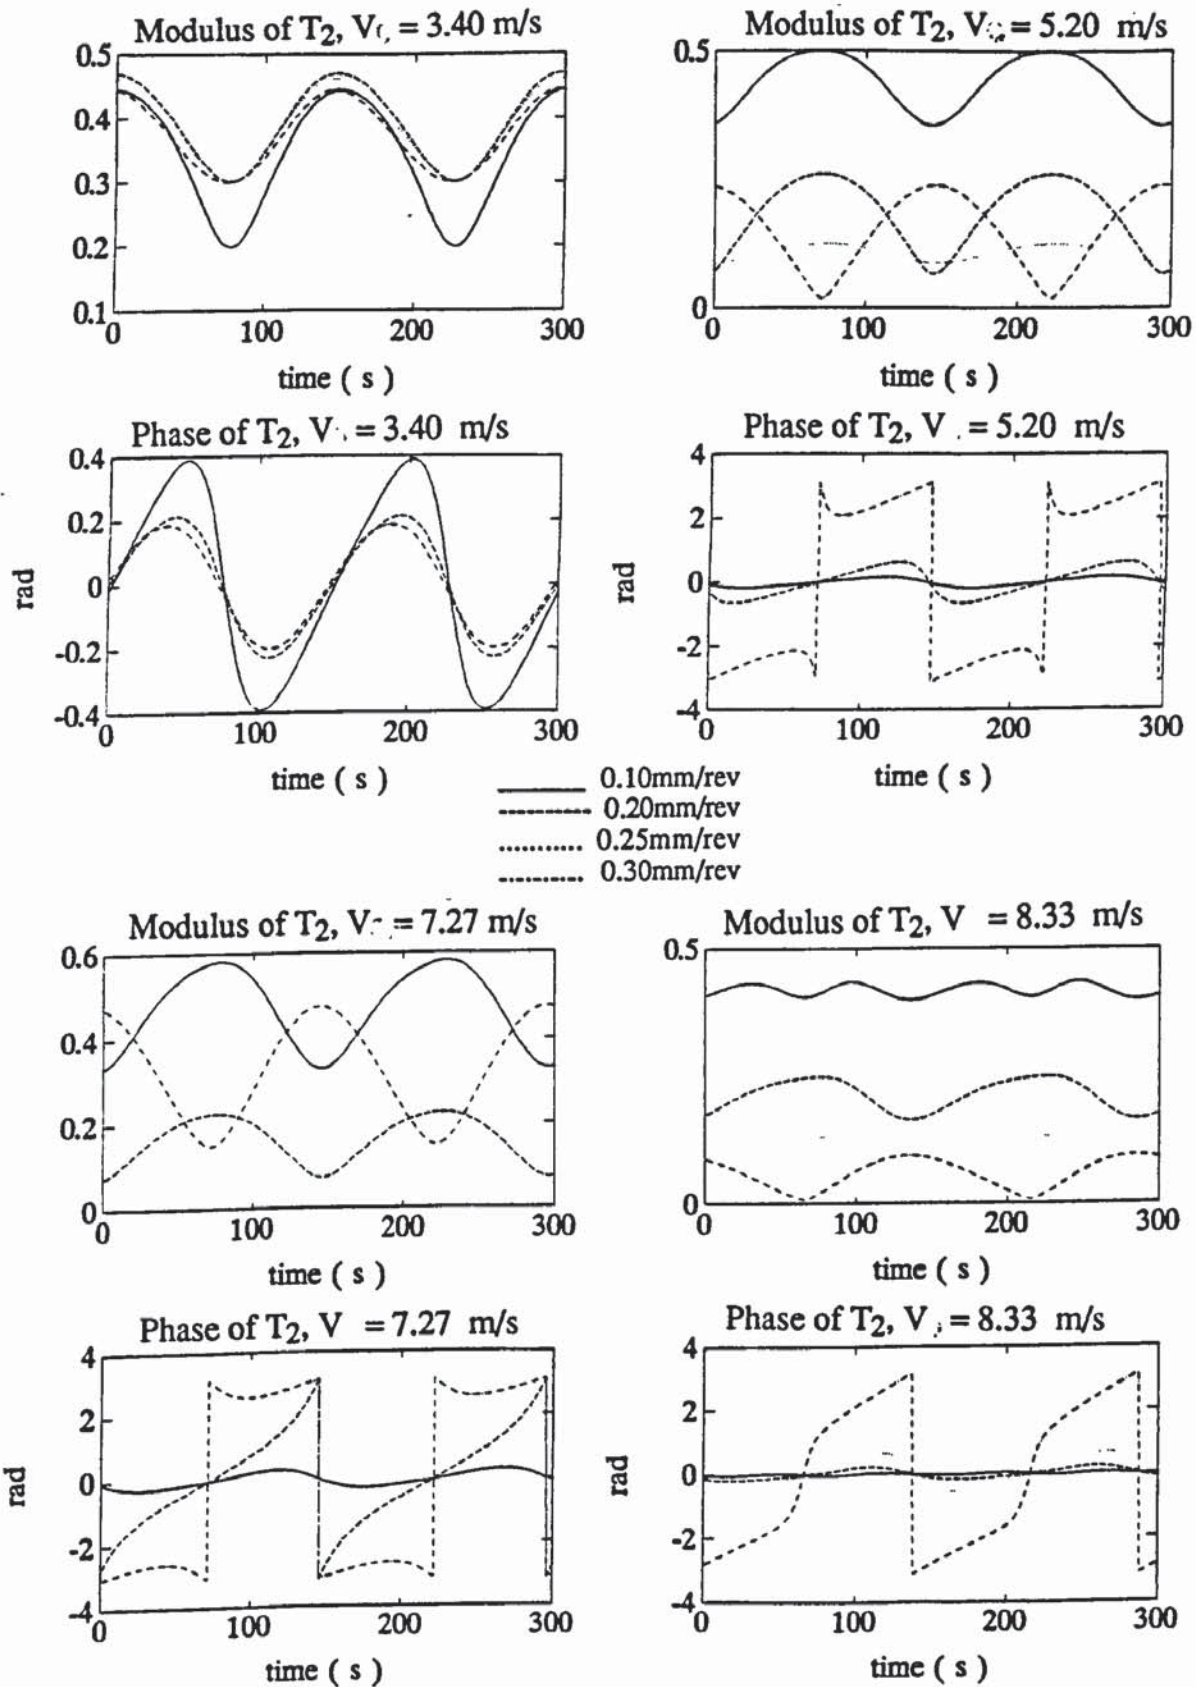 Modulus of T2, V = 3.40 m/s
0.5
0.4
0.3
0.2
0.1
0 100 200 300
time ( s )
Modulus of T2, V = 5.20 m/s
0.5
0
0 100 200 300
time ( s )
Phase of T2, V = 3.40 m/s
rad
0.4
0.2
0
-0.2
-0.4
0 100 200 300
time ( s )
Phase of T2, V = 5.20 m/s
rad
4
2
0
-2
-4
0 100 200 300
time ( s )
0.10mm/rev
0.20mm/rev
0.25mm/rev
0.30mm/rev
Modulus of T2, V = 7.27 m/s
0.6
0.4
0.2
0
0 100 200 300
time ( s )
Modulus of T2, V = 8.33 m/s
0.5
0
0 100 200 300
time ( s )
Phase of T2, V = 7.27 m/s
rad
4
2
0
-2
-4
0 100 200 300
time ( s )
Phase of T2, V = 8.33 m/s
rad
4
2
0
-2
-4
0 100 200 300
time ( s )